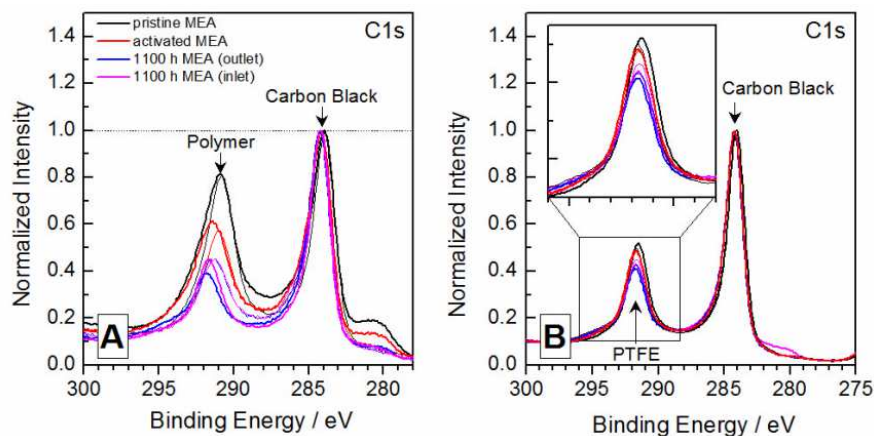 C1s
pristine MEA
activated MEA
1100 h MEA (outlet)
1100 h MEA (inlet)
Carbon Black
Polymer
A
Normalized Intensity
1.4
1.2
1.0
0.8
0.6
0.4
0.2
0.0
300 295 290 285 280
Binding Energy / eV
C1s
Carbon Black
PTFE
B
Normalized Intensity
1.4
1.2
1.0
0.8
0.6
0.4
0.2
0.0
300 295 290 285 280 275
Binding Energy / eV